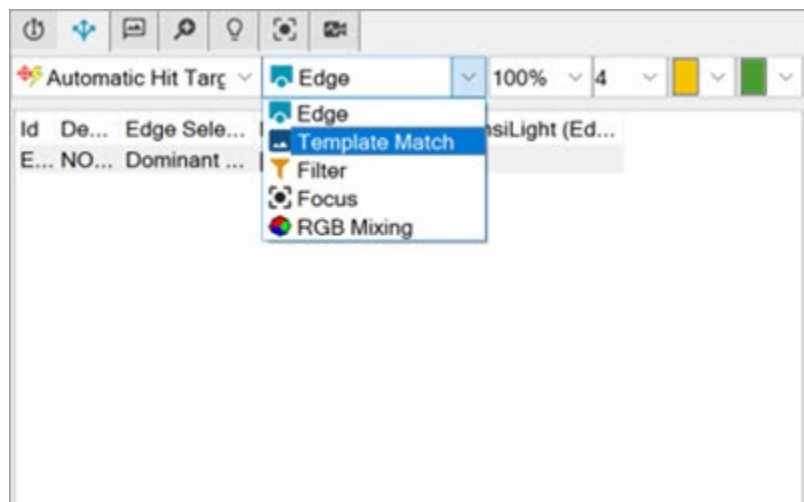 Automatic Hit Targ Edge 100% 4
Edge
Template Match
Filter
Focus
RGB Mixing
Id De... Edge Sele... nsiLight (Ed...
E... NO... Dominant ...